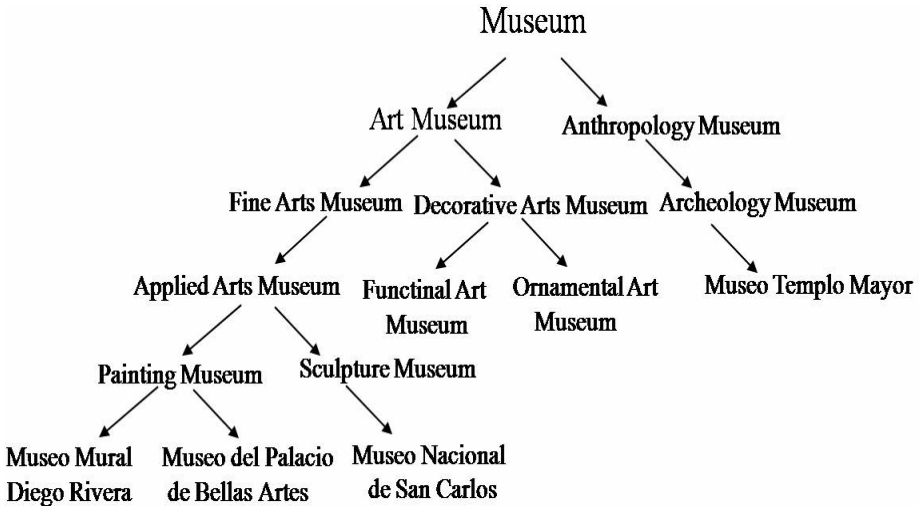 Museum
Art Museum
Anthropology Museum
Fine Arts Museum
Decorative Arts Museum
Archeology Museum
Applied Arts Museum
Functinal Art
Museum
Ornamental Art
Museum
Museo Templo Mayor
Painting Museum
Sculpture Museum
Museo Mural
Diego Rivera
Museo del Palacio
de Bellas Artes
Museo Nacional
de San Carlos